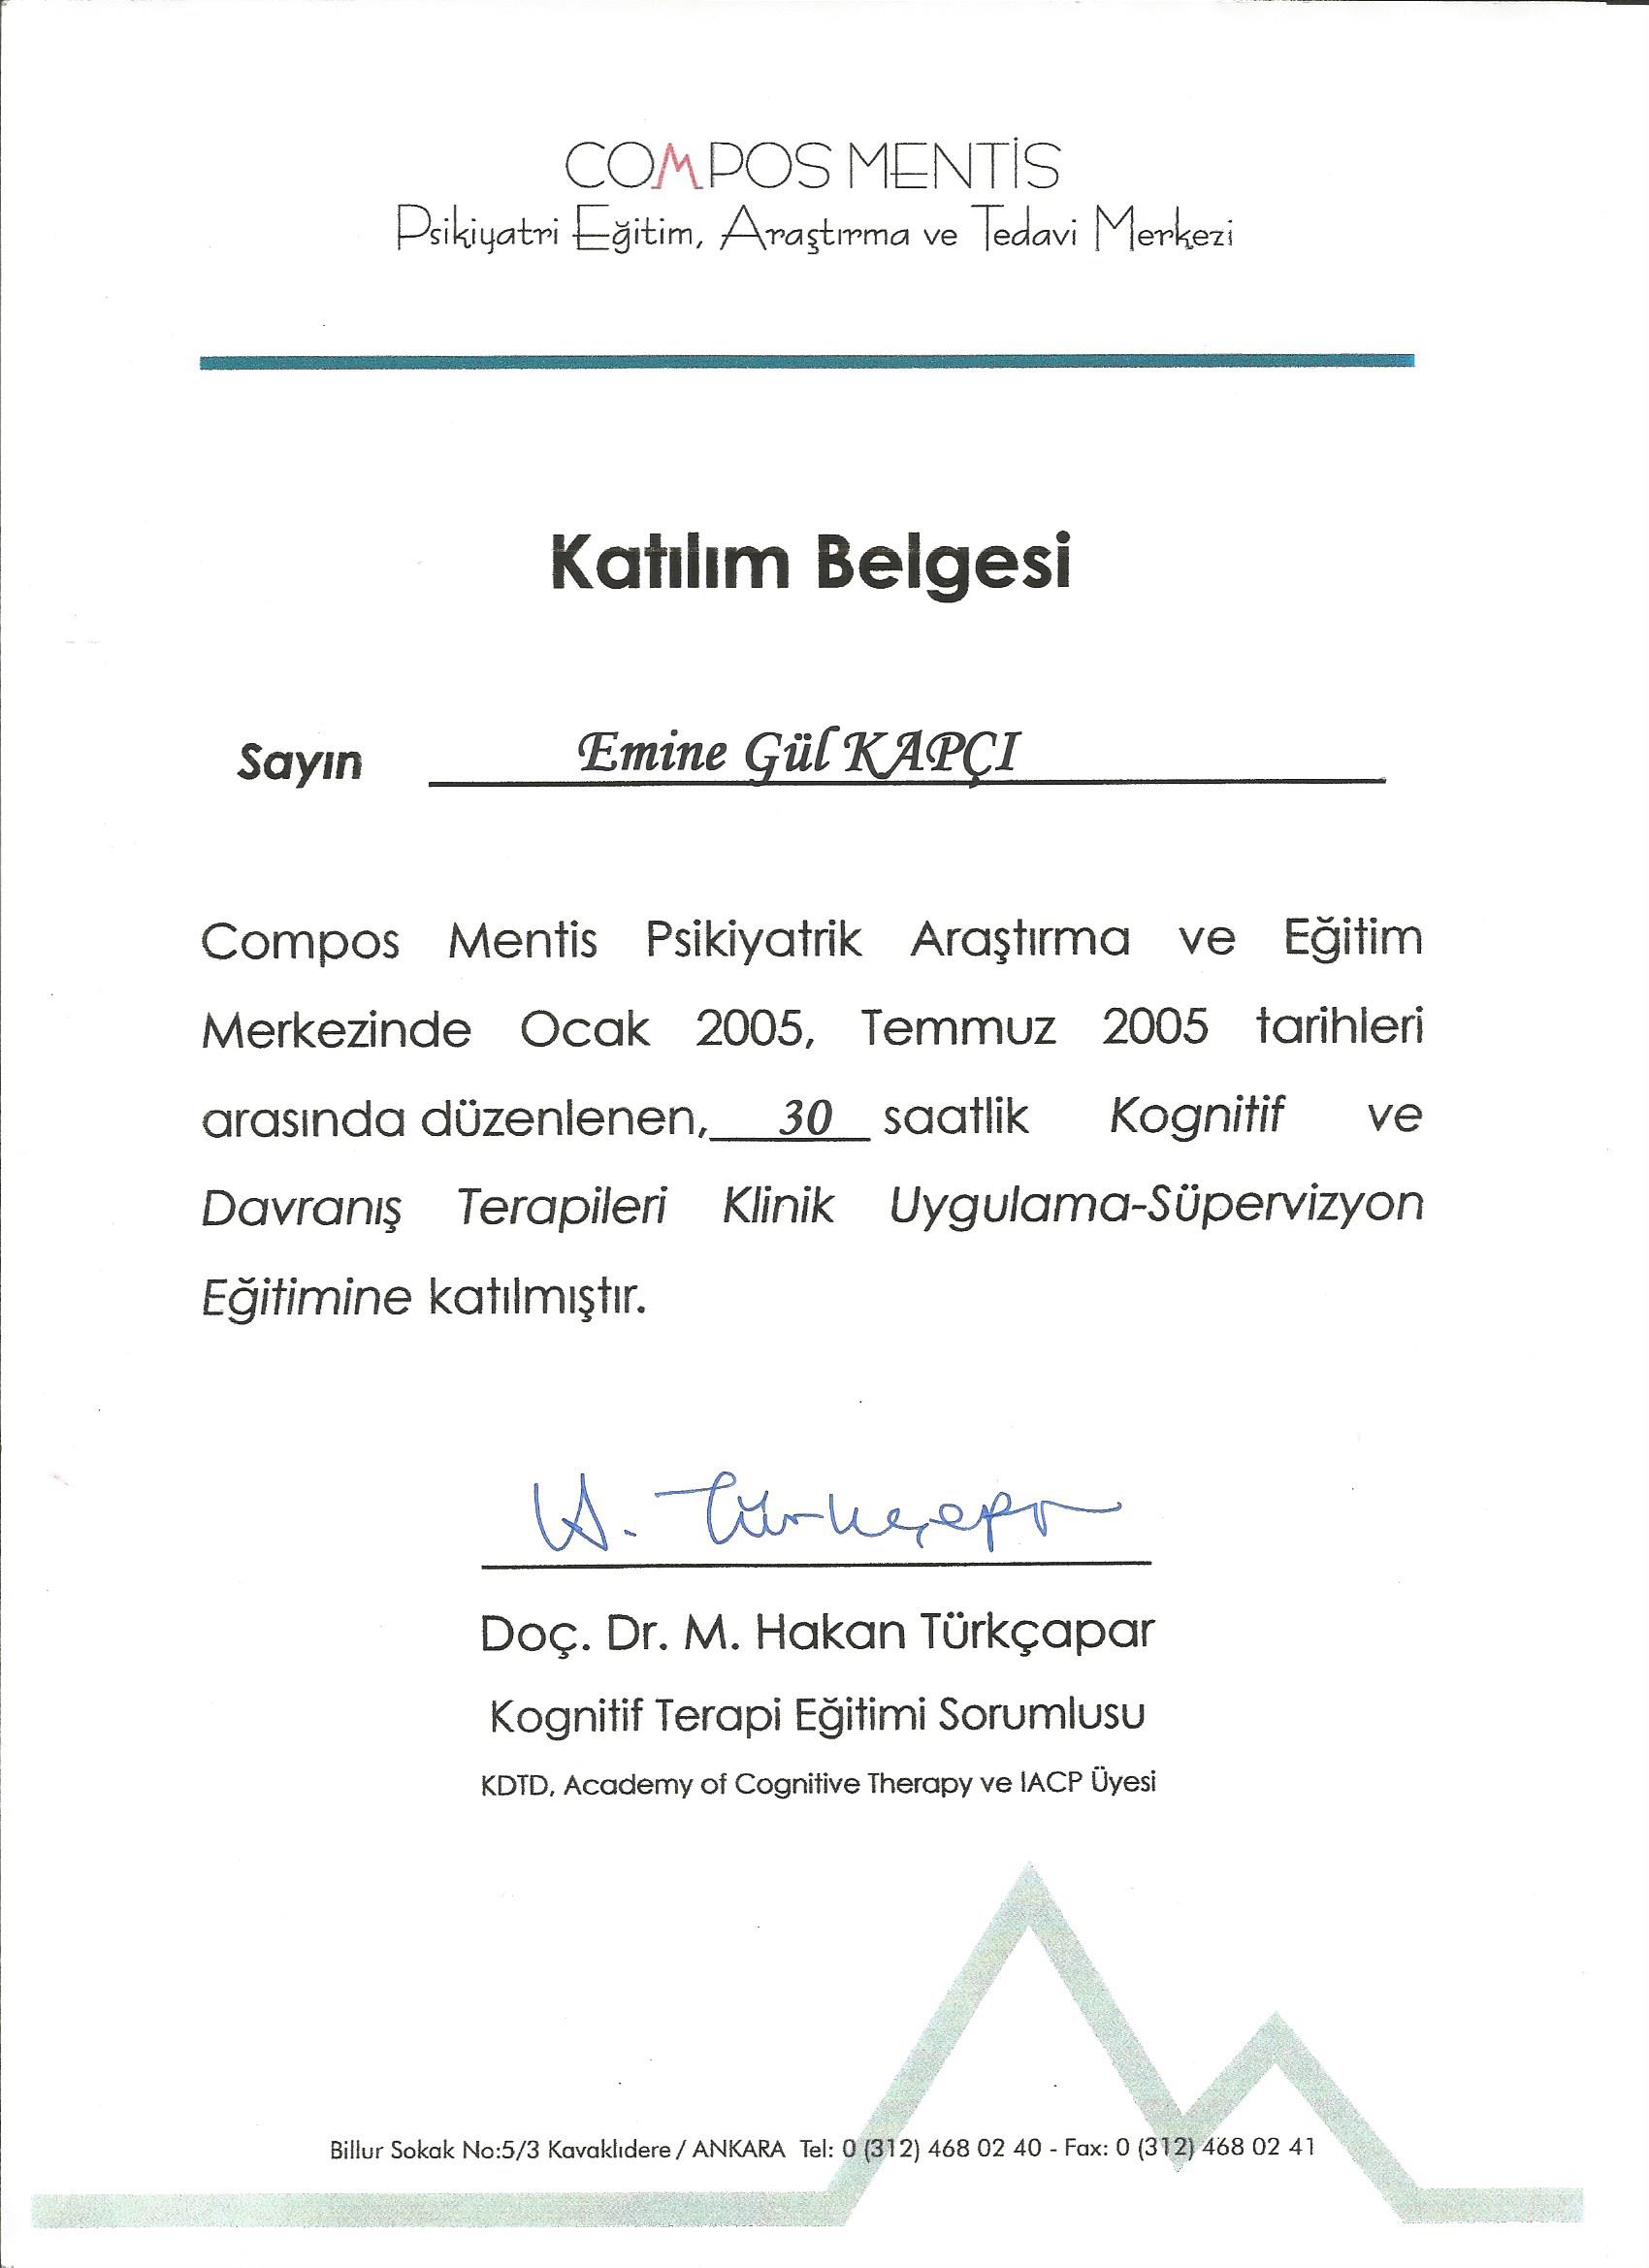 COMPOS MENTİS
Psikiyatri Eğitim, Araştırma ve Tedavi Merkezi
Katılım Belgesi
Sayın Emine Gül KAPÇI
Compos Mentis Psikiyatrik Araştırma ve Eğitim
Merkezinde Ocak 2005, Temmuz 2005 tarihleri
arasında düzenlenen, 30 saatlik Kognitif ve
Davranış Terapileri Klinik Uygulama-Süpervizyon
Eğitimine katılmıştır.
H. Türkçapar
Doç. Dr. M. Hakan Türkçapar
Kognitif Terapi Eğitimi Sorumlusu
KDTD, Academy of Cognitive Therapy ve IACP Üyesi
Billur Sokak No:5/3 Kavaklıdere / ANKARA Tel: 0 (312) 468 02 40 - Fax: 0 (312) 468 02 41